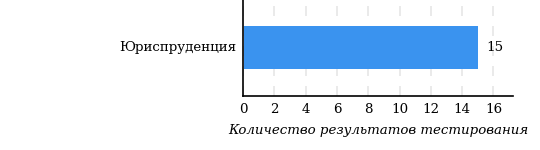 Юриспруденция 15
0 2 4 6 8 10 12 14 16
Количество результатов тестирования